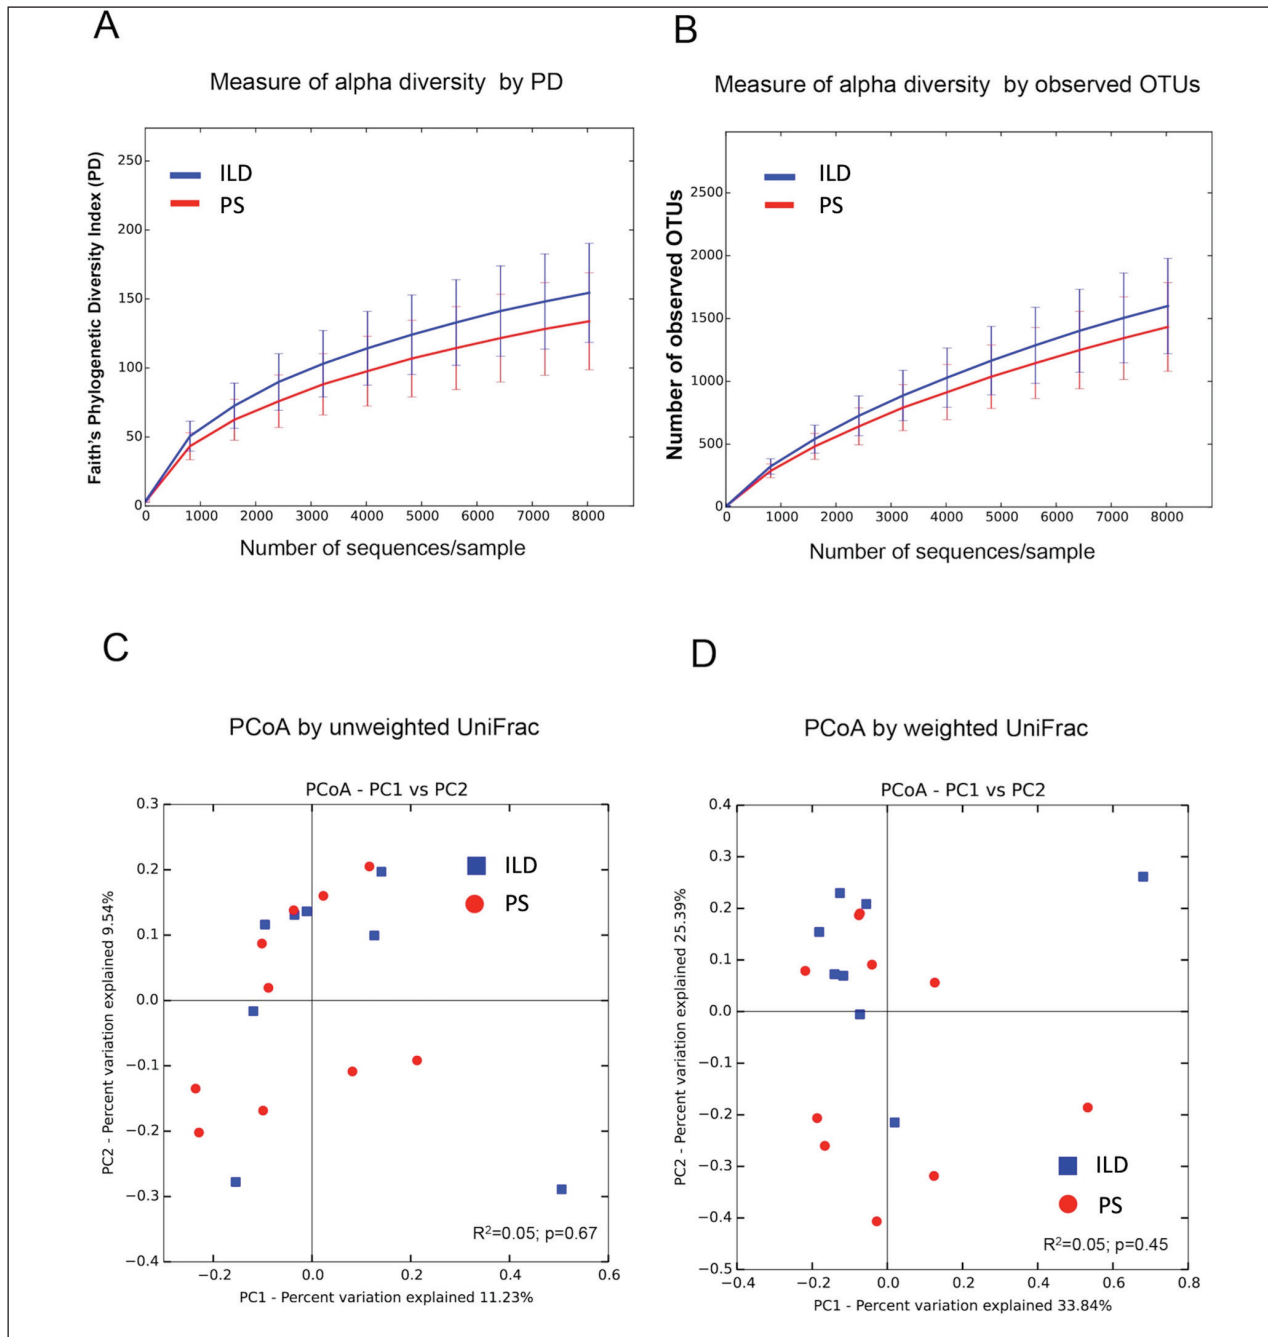 A
Measure of alpha diversity by PD
Faith's Phylogenetic Diversity Index (PD)
250
200
150
100
50
0
ILD
PS
0 1000 2000 3000 4000 5000 6000 7000 8000
Number of sequences/sample
B
Measure of alpha diversity by observed OTUs
Number of observed OTUs
2500
2000
1500
1000
500
0
ILD
PS
0 1000 2000 3000 4000 5000 6000 7000 8000
Number of sequences/sample
C
PCoA by unweighted UniFrac
PCoA - PC1 vs PC2
PC2 - Percent variation explained 9.54%
0.3
0.2
0.1
0.0
−0.1
−0.2
−0.3
−0.4
ILD
PS
R²=0.05; p=0.67
−0.2 0.0 0.2 0.4 0.6
PC1 - Percent variation explained 11.23%
D
PCoA by weighted UniFrac
PCoA - PC1 vs PC2
PC2 - Percent variation explained 25.39%
0.4
0.3
0.2
0.1
0.0
−0.1
−0.2
−0.3
−0.4
−0.5
ILD
PS
R²=0.05; p=0.45
−0.4 −0.2 0.0 0.2 0.4 0.6 0.8
PC1 - Percent variation explained 33.84%